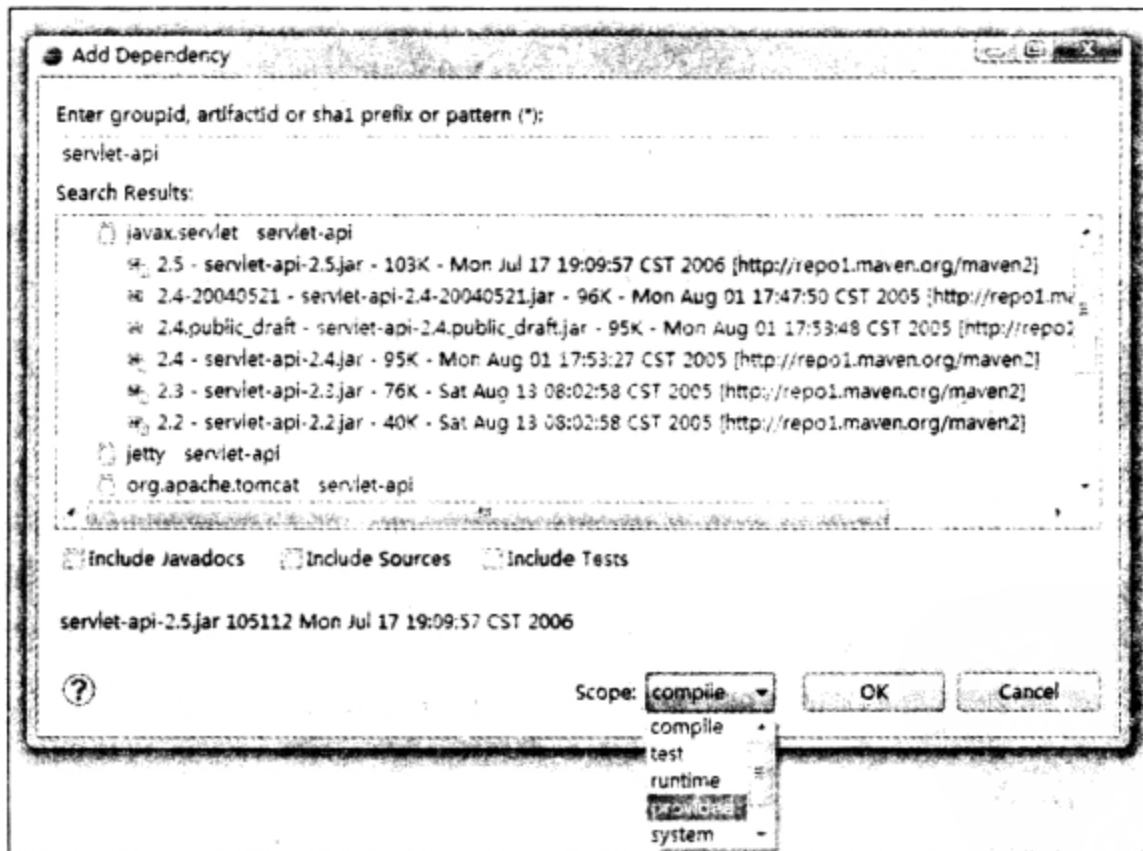 Add Dependency
Enter groupid, artifactid or sha1 prefix or pattern (*):
servlet-api
Search Results:
javax.servlet servlet-api
2.5 - servlet-api-2.5.jar - 103K - Mon Jul 17 19:09:57 CST 2006 [http://repo1.maven.org/maven2]
2.4-20040521 - servlet-api-2.4-20040521.jar - 96K - Mon Aug 01 17:47:50 CST 2005 [http://repo1.ma
2.4.public_draft - servlet-api-2.4.public_draft.jar - 95K - Mon Aug 01 17:53:48 CST 2005 [http://repo1
2.4 - servlet-api-2.4.jar - 95K - Mon Aug 01 17:53:27 CST 2005 [http://repo1.maven.org/maven2]
2.3 - servlet-api-2.3.jar - 76K - Sat Aug 13 08:02:58 CST 2005 [http://repo1.maven.org/maven2]
2.2 - servlet-api-2.2.jar - 40K - Sat Aug 13 08:02:58 CST 2005 [http://repo1.maven.org/maven2]
jetty servlet-api
org.apache.tomcat servlet-api
Include Javadocs Include Sources Include Tests
servlet-api-2.5.jar 105112 Mon Jul 17 19:09:57 CST 2006
? Scope: compile OK Cancel
compile
test
runtime
provided
system